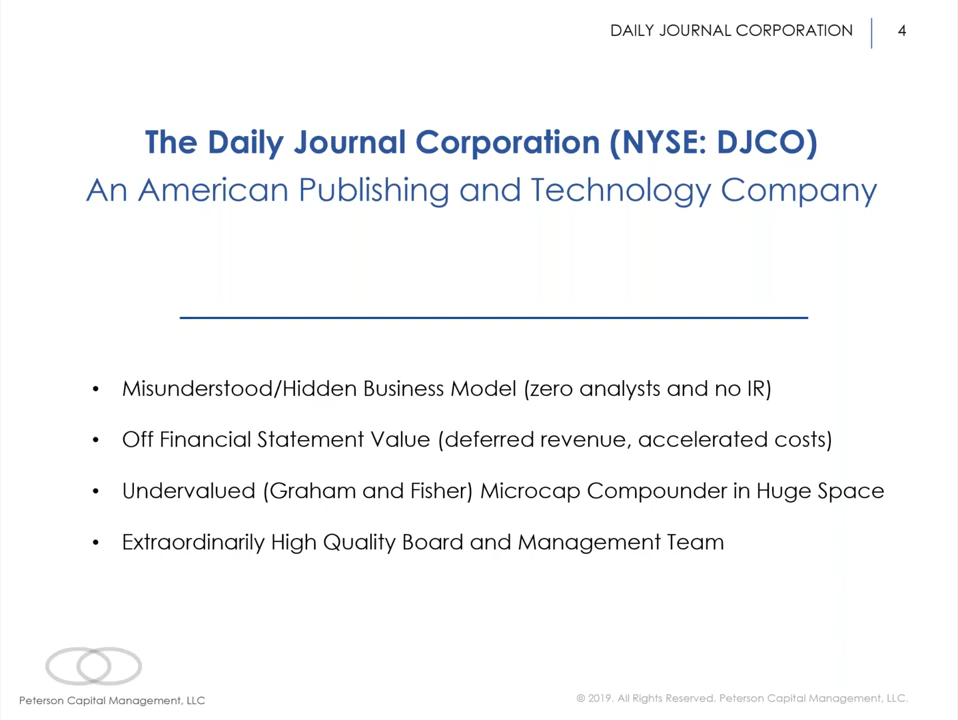 DAILY JOURNAL CORPORATION 4
The Daily Journal Corporation (NYSE: DJCO)
An American Publishing and Technology Company
• Misunderstood/Hidden Business Model (zero analysts and no IR)
• Off Financial Statement Value (deferred revenue, accelerated costs)
• Undervalued (Graham and Fisher) Microcap Compounder in Huge Space
• Extraordinarily High Quality Board and Management Team
Peterson Capital Management, LLC
© 2019. All Rights Reserved. Peterson Capital Management, LLC.